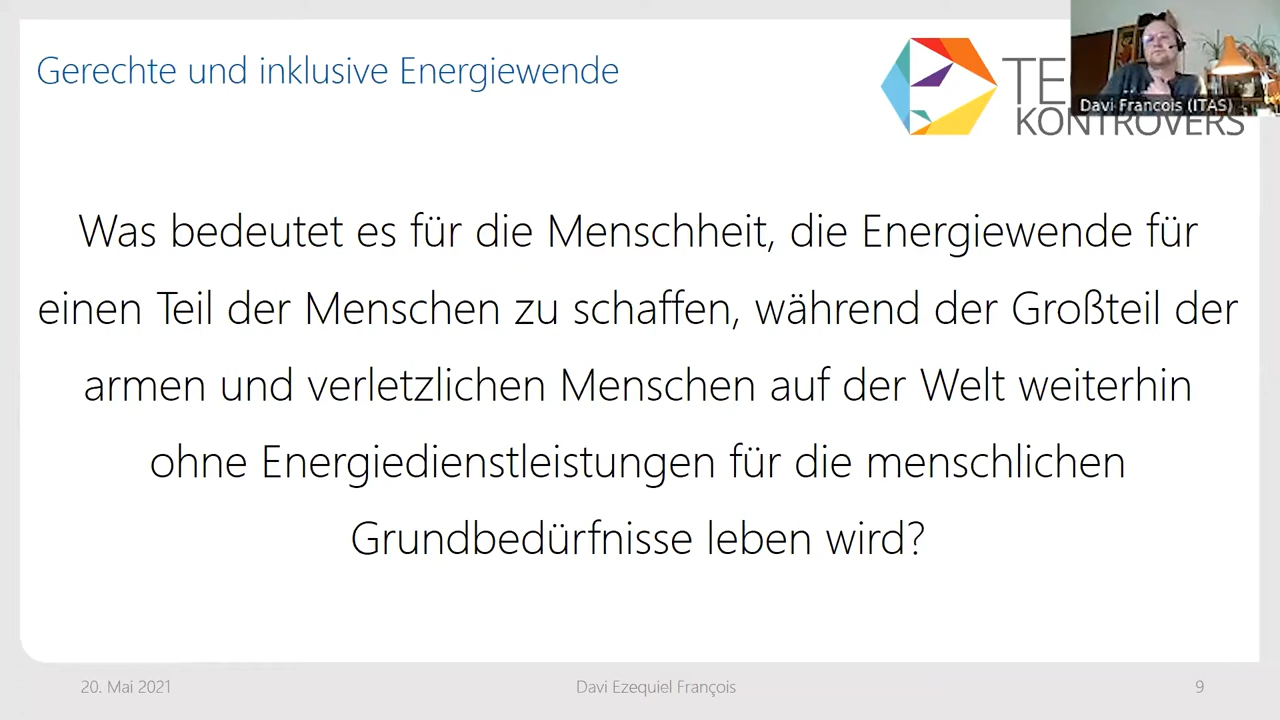 Gerechte und inklusive Energiewende
TE
KONTROVERS
Davi Francois (ITAS)
Was bedeutet es für die Menschheit, die Energiewende für
einen Teil der Menschen zu schaffen, während der Großteil der
armen und verletzlichen Menschen auf der Welt weiterhin
ohne Energiedienstleistungen für die menschlichen
Grundbedürfnisse leben wird?
20. Mai 2021
Davi Ezequiel François
9